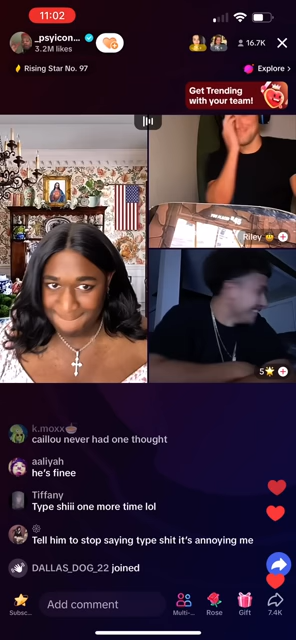 11:02
_psyicon...
3.2M likes
16.7K
Rising Star No. 97
Explore >
Get Trending
with your team!
Riley
5
k.moxx
caillou never had one thought
aaliyah
he's finee
Tiffany
Type shiii one more time lol
Tell him to stop saying type shit it's annoying me
DALLAS_DOG_22 joined
Add comment
Subsc...
Multi-...
Rose
Gift
7.4K